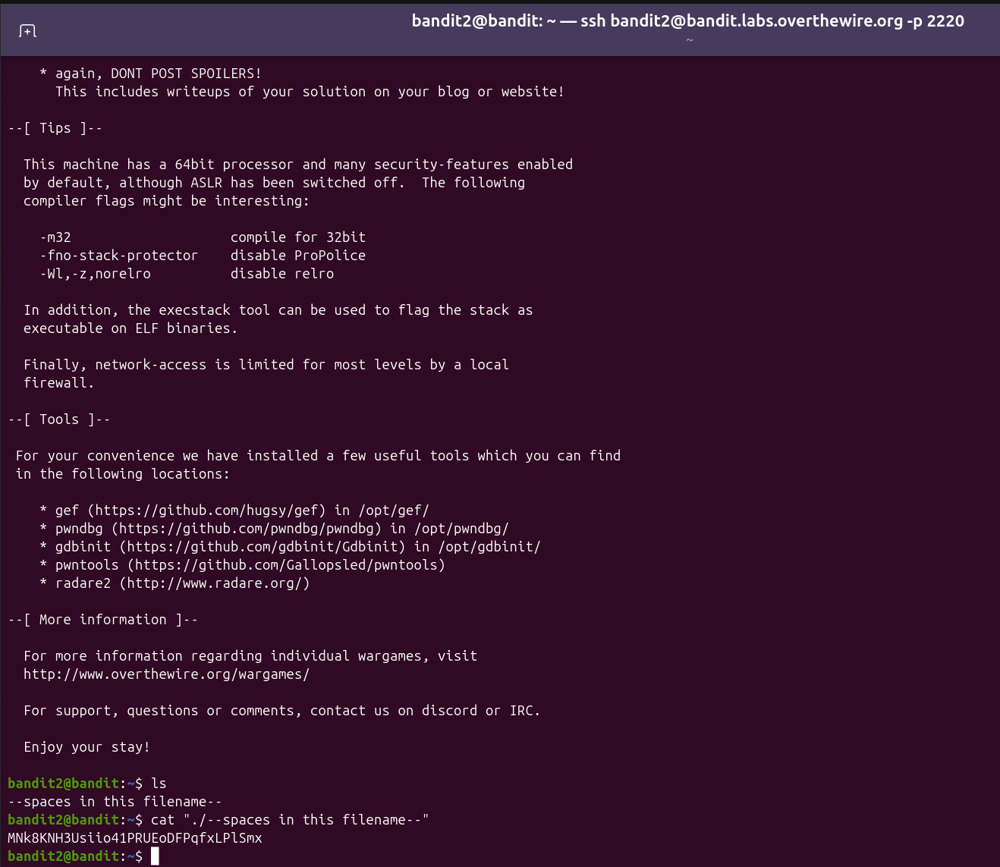 bandit2@bandit: ~ — ssh bandit2@bandit.labs.overthewire.org -p 2220
~
* again, DONT POST SPOILERS!
This includes writeups of your solution on your blog or website!
--[ Tips ]--
This machine has a 64bit processor and many security-features enabled
by default, although ASLR has been switched off.  The following
compiler flags might be interesting:
-m32                    compile for 32bit
-fno-stack-protector    disable ProPolice
-Wl,-z,norelro          disable relro
In addition, the execstack tool can be used to flag the stack as
executable on ELF binaries.
Finally, network-access is limited for most levels by a local
firewall.
--[ Tools ]--
For your convenience we have installed a few useful tools which you can find
in the following locations:
* gef (https://github.com/hugsy/gef) in /opt/gef/
* pwndbg (https://github.com/pwndbg/pwndbg) in /opt/pwndbg/
* gdbinit (https://github.com/gdbinit/Gdbinit) in /opt/gdbinit/
* pwntools (https://github.com/Gallopsled/pwntools)
* radare2 (http://www.radare.org/)
--[ More information ]--
For more information regarding individual wargames, visit
http://www.overthewire.org/wargames/
For support, questions or comments, contact us on discord or IRC.
Enjoy your stay!
bandit2@bandit:~$ ls
--spaces in this filename--
bandit2@bandit:~$ cat "./--spaces in this filename--"
MNk8KNH3Usiio41PRUEoDFPqfxLPlSmx
bandit2@bandit:~$